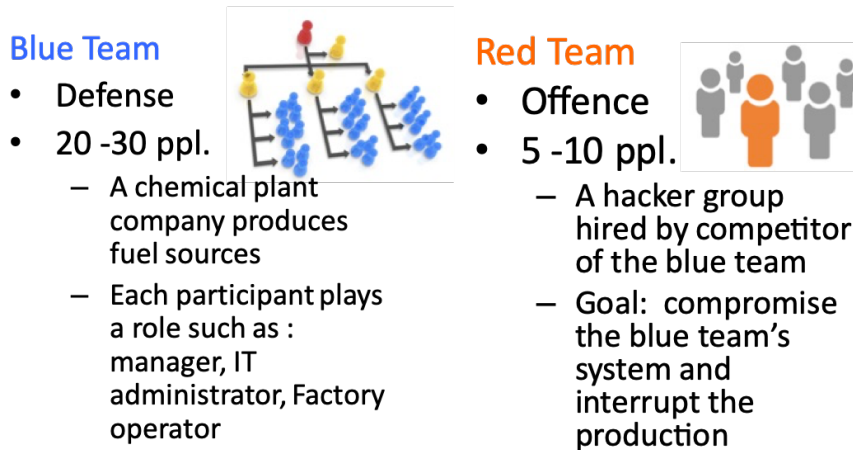 Blue Team
• Defense
• 20 -30 ppl.
– A chemical plant
company produces
fuel sources
– Each participant plays
a role such as :
manager, IT
administrator, Factory
operator
Red Team
• Offence
• 5 -10 ppl.
– A hacker group
hired by competitor
of the blue team
– Goal:  compromise
the blue team’s
system and
interrupt the
production